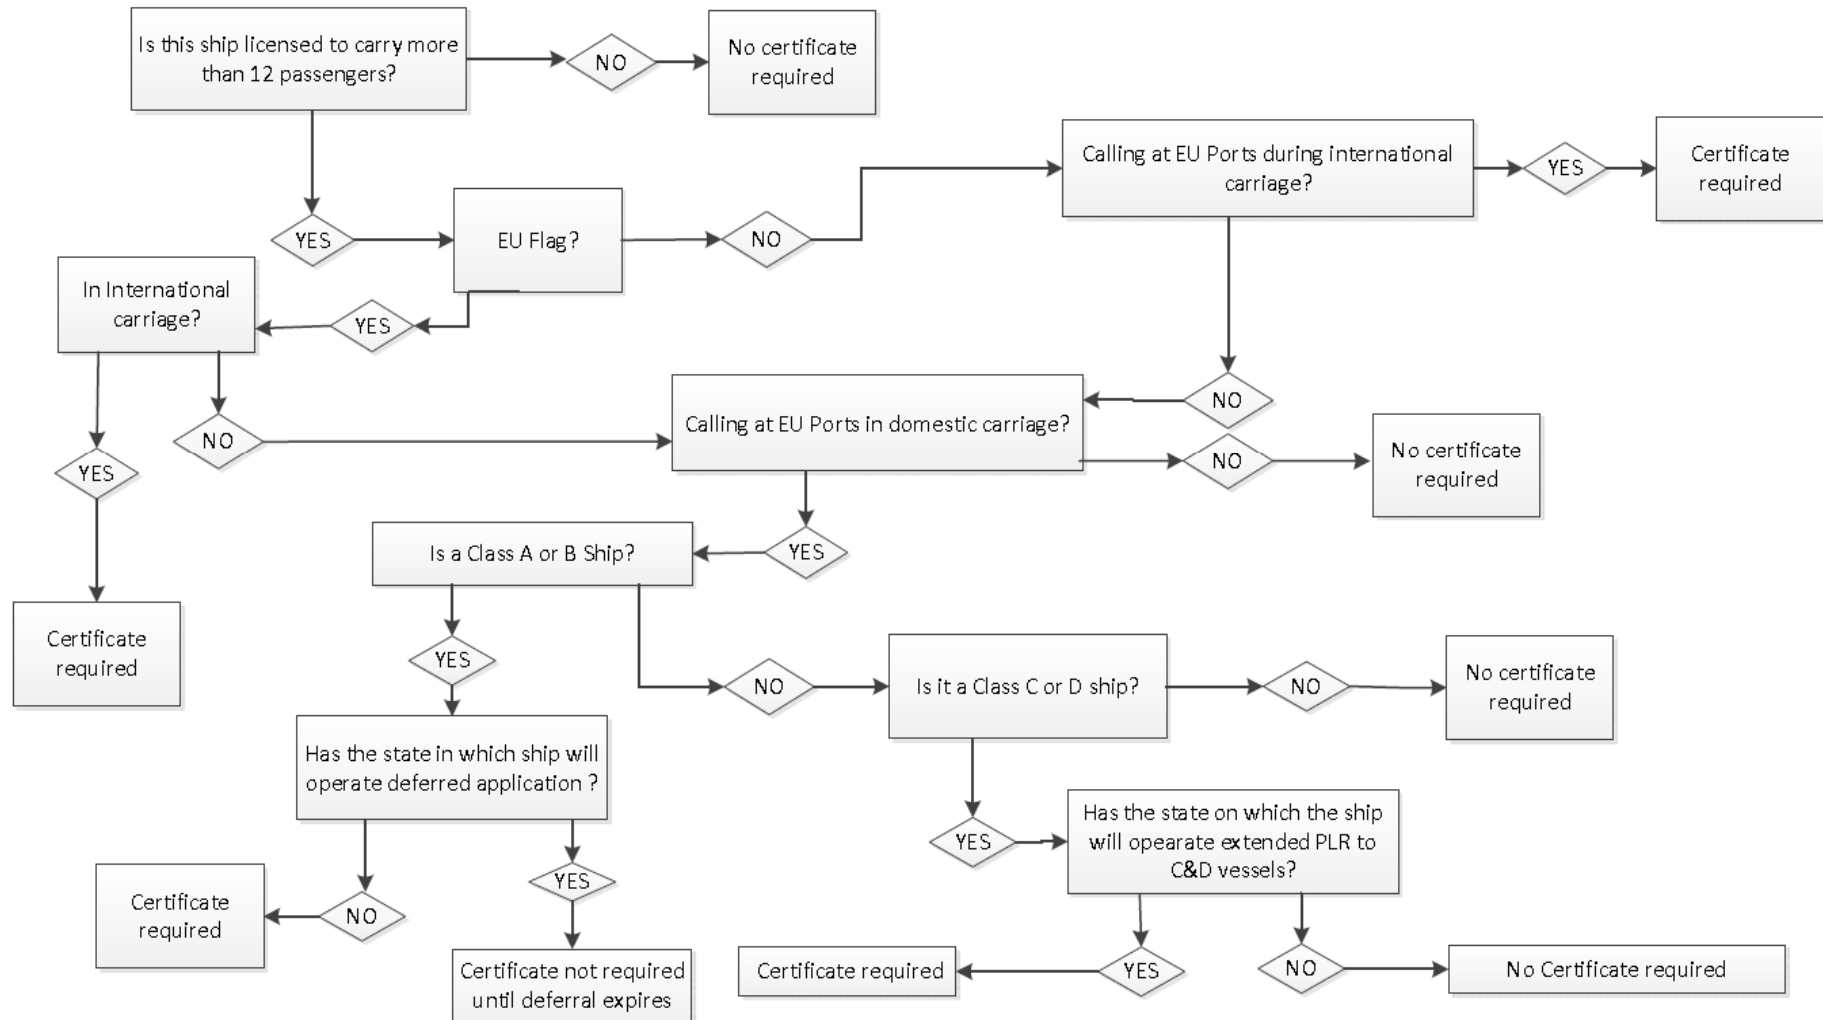 Is this ship licensed to carry more
than 12 passengers?
NO
No certificate
required
Calling at EU Ports during international
carriage?
YES
Certificate
required
YES
EU Flag?
NO
In International
carriage?
YES
NO
Calling at EU Ports in domestic carriage?
NO
NO
No certificate
required
YES
YES
Is a Class A or B Ship?
Certificate
required
YES
NO
Is it a Class C or D ship?
NO
No certificate
required
Has the state in which ship will
operate deferred application ?
YES
Has the state on which the ship
will opearate extended PLR to
C&D vessels?
Certificate
required
NO
YES
Certificate not required
until deferral expires
Certificate required
YES
NO
No Certificate required